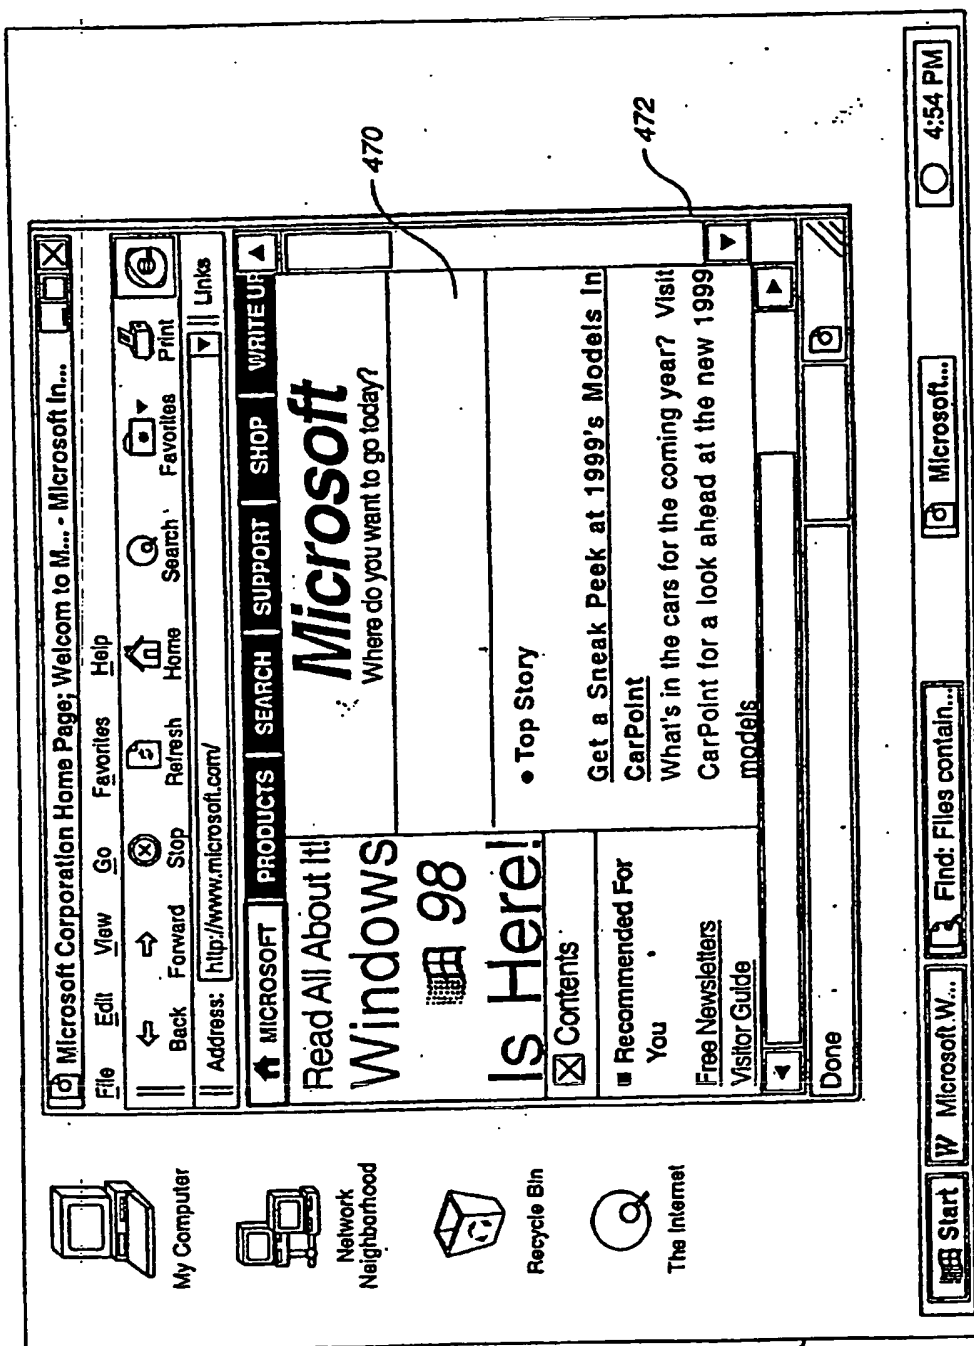 Microsoft Corporation Home Page; Welcom to M... - Microsoft In...
File Edit View Go Favorites Help
Back Forward Stop Refresh Home Search Favorites Print
Address: http://www.microsoft.com/ Links
MICROSOFT PRODUCTS SEARCH SUPPORT SHOP WRITE US
Read All About It!
Windows
98
Is Here!
Contents
Recommended For
You
Free Newsletters
Visitor Guide
Microsoft
Where do you want to go today?
• Top Story
Get a Sneak Peek at 1999's Models In
CarPoint
What's in the cars for the coming year? Visit
CarPoint for a look ahead at the new 1999
models
Done
470
472
My Computer
Network
Neighborhood
Recycle Bin
The Internet
Start W Microsoft.W... Find: Files contain... Microsoft... 4:54 PM